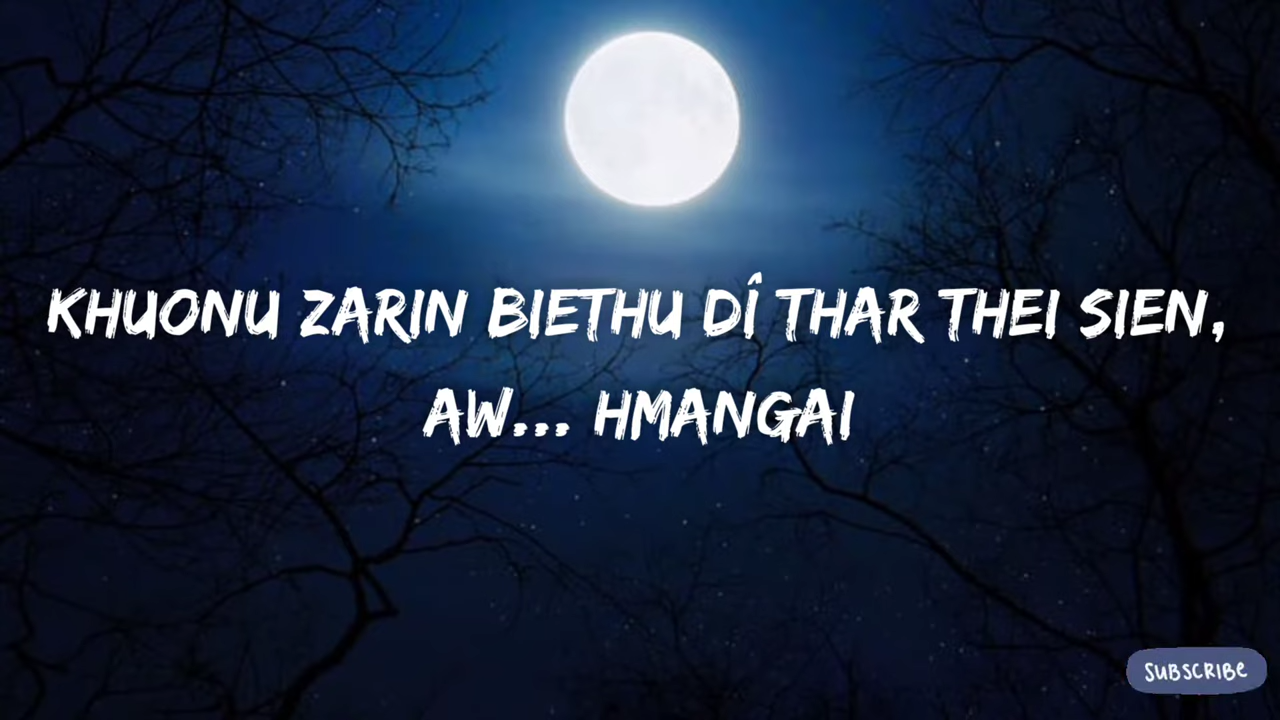 KHUONU ZARIN BIETHU DÎ THAR THEI SIEN,
AW... HMANGAI
SUBSCRIBE